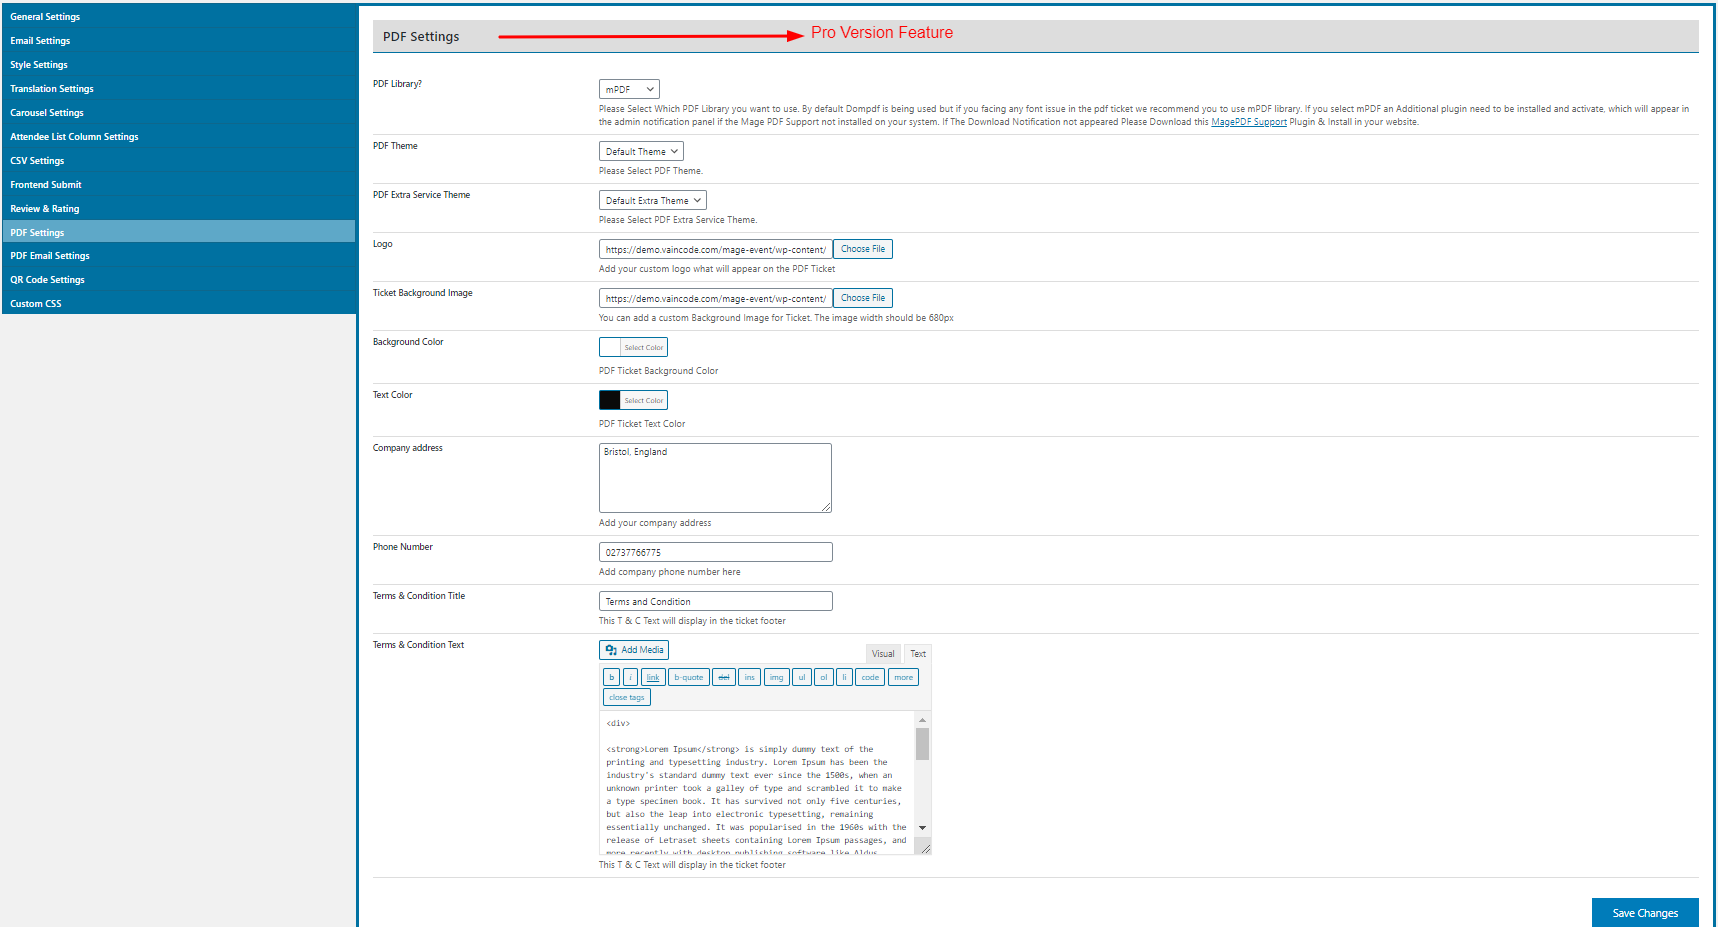 General Settings
Email Settings
Style Settings
Translation Settings
Carousel Settings
Attendee List Column Settings
CSV Settings
Frontend Submit
Review & Rating
PDF Settings
PDF Email Settings
QR Code Settings
Custom CSS
PDF Settings
Pro Version Feature
PDF Library?
mPDF
Please Select Which PDF Library you want to use. By default Dompdf is being used but if you facing any font issue in the pdf ticket we recommend you to use mPDF library. If you select mPDF an Additional plugin need to be installed and activate, which will appear in
the admin notification panel if the Mage PDF Support not installed on your system. If The Download Notification not appeared Please Download this MagePDF Support Plugin & Install in your website.
PDF Theme
Default Theme
Please Select PDF Theme.
PDF Extra Service Theme
Default Extra Theme
Please Select PDF Extra Service Theme.
Logo
https://demo.vaincode.com/mage-event/wp-content/
Choose File
Add your custom logo what will appear on the PDF Ticket
Ticket Background Image
https://demo.vaincode.com/mage-event/wp-content/
Choose File
You can add a custom Background Image for Ticket. The image width should be 680px
Background Color
Select Color
PDF Ticket Background Color
Text Color
Select Color
PDF Ticket Text Color
Company address
Bristol, England
Add your company address
Phone Number
02737766775
Add company phone number here
Terms & Condition Title
Terms and Condition
This T & C Text will display in the ticket footer
Terms & Condition Text
Add Media
Visual
Text
b
i
link
b-quote
del
ins
img
ul
ol
li
code
more
close tags
<div>
<strong>Lorem Ipsum</strong> is simply dummy text of the
printing and typesetting industry. Lorem Ipsum has been the
industry's standard dummy text ever since the 1500s, when an
unknown printer took a galley of type and scrambled it to make
a type specimen book. It has survived not only five centuries,
but also the leap into electronic typesetting, remaining
essentially unchanged. It was popularised in the 1960s with the
release of Letraset sheets containing Lorem Ipsum passages, and
more recently with desktop publishing software like Aldus
This T & C Text will display in the ticket footer
Save Changes